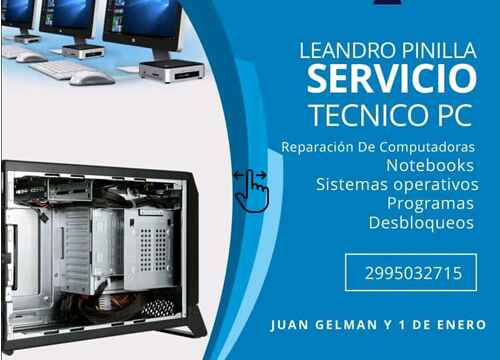 LEANDRO PINILLA
SERVICIO
TECNICO PC
Reparación De Computadoras
Notebooks
Sistemas operativos
Programas
Desbloqueos
2995032715
JUAN GELMAN Y 1 DE ENERO